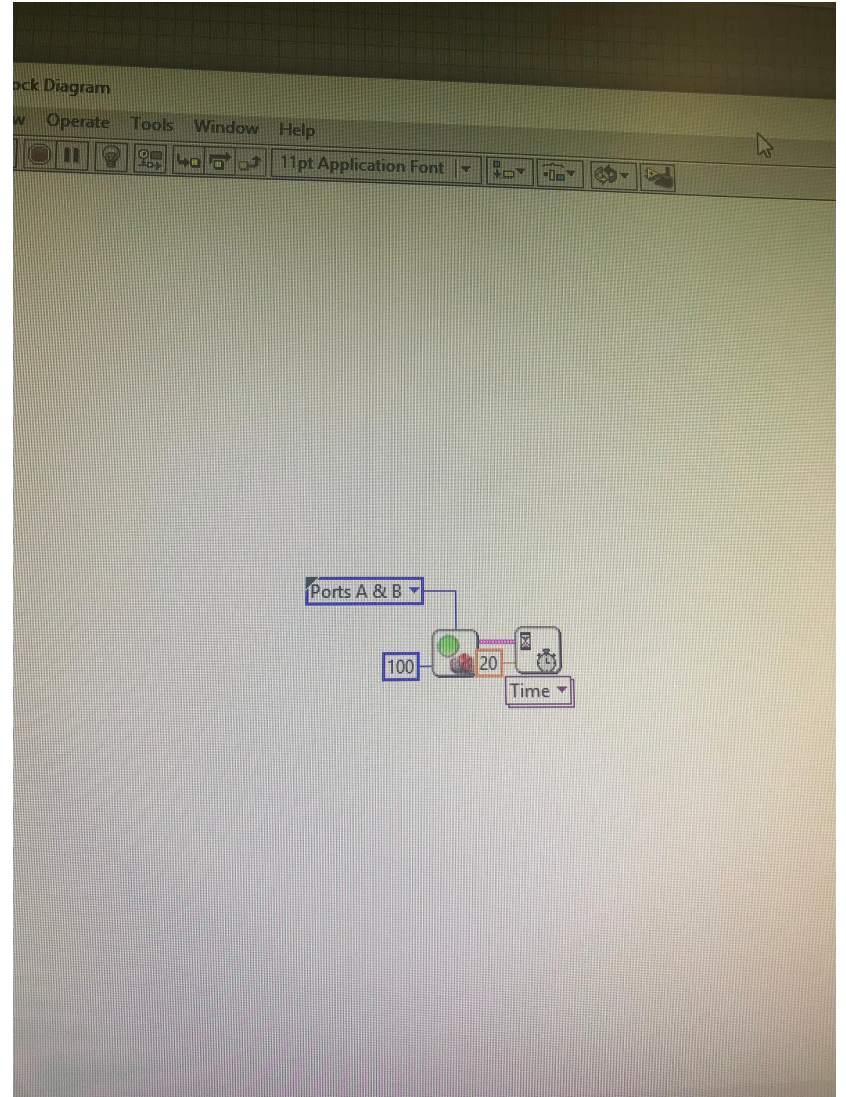 ock Diagram
w Operate Tools Window Help
11pt Application Font
Ports A & B
100
20
Time